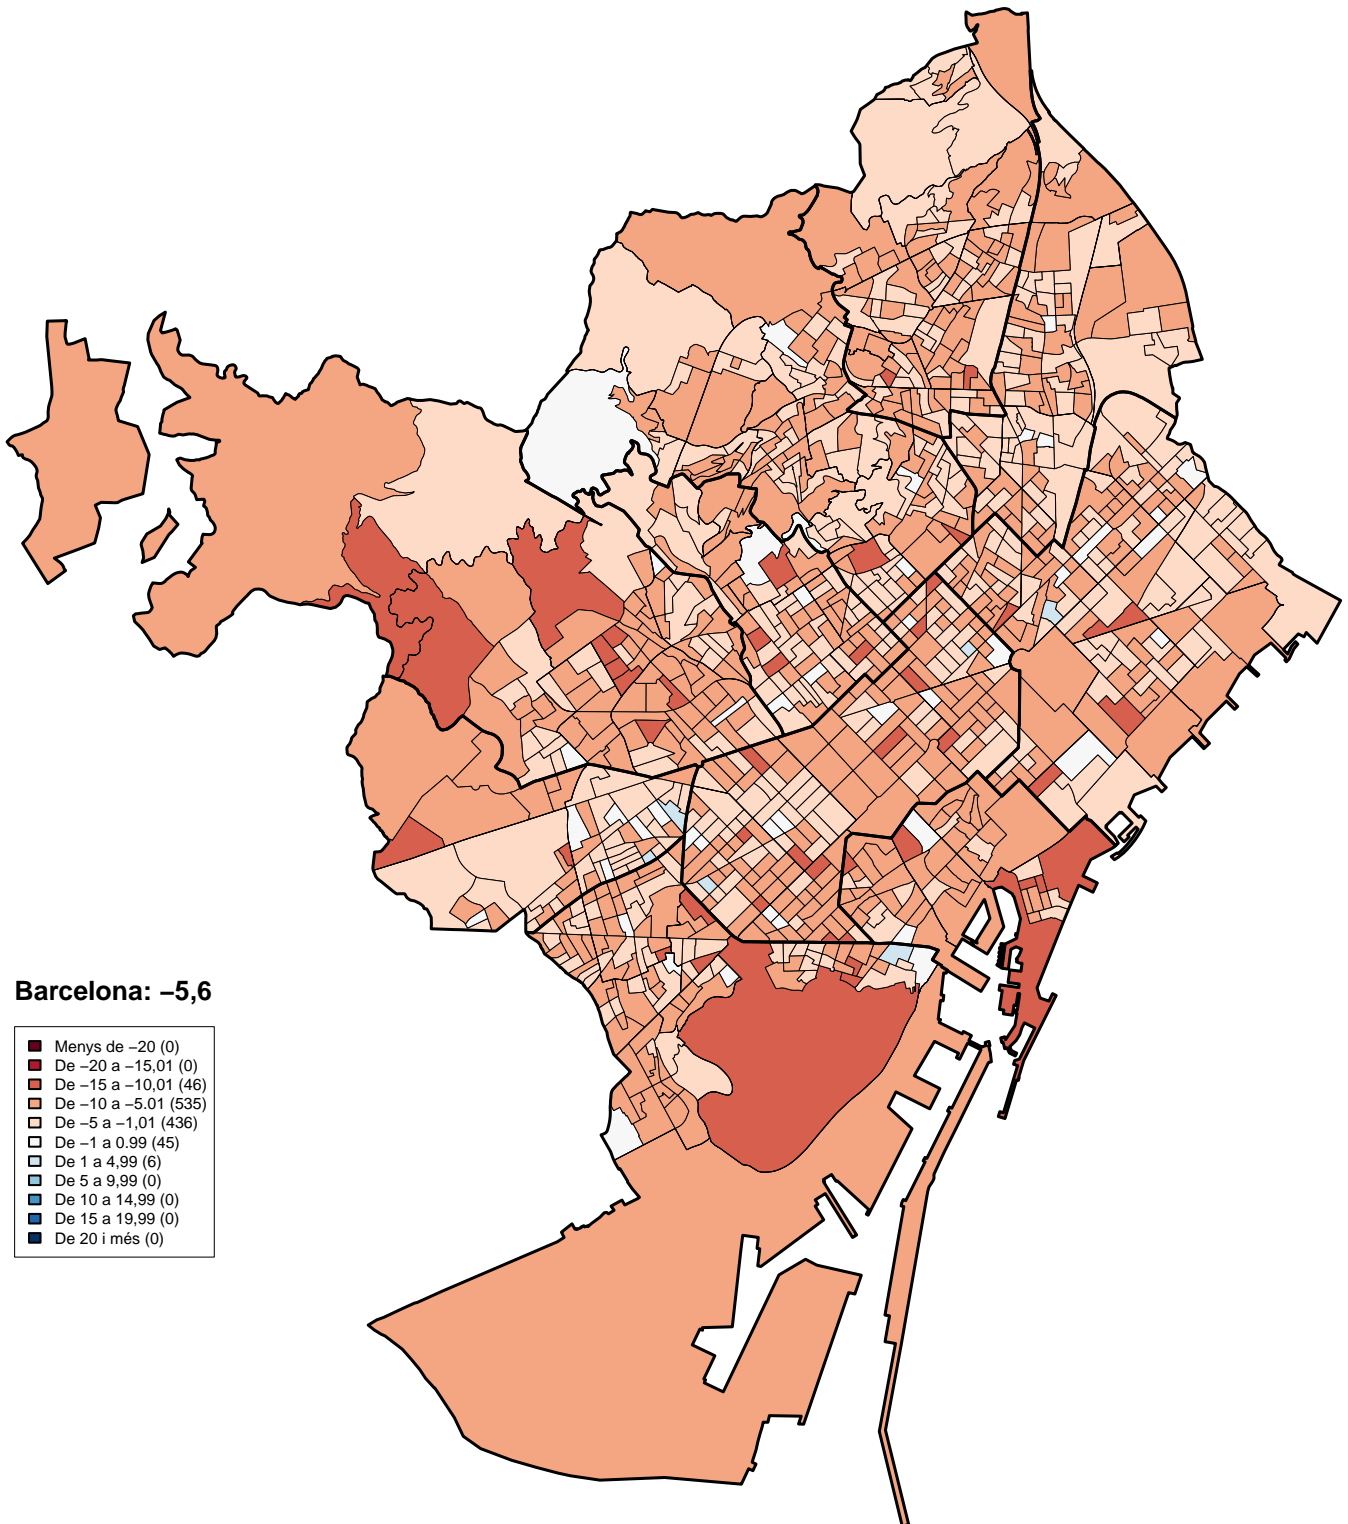 Barcelona: −5,6
Menys de −20 (0)
De −20 a −15,01 (0)
De −15 a −10,01 (46)
De −10 a −5.01 (535)
De −5 a −1,01 (436)
De −1 a 0.99 (45)
De 1 a 4,99 (6)
De 5 a 9,99 (0)
De 10 a 14,99 (0)
De 15 a 19,99 (0)
De 20 i més (0)